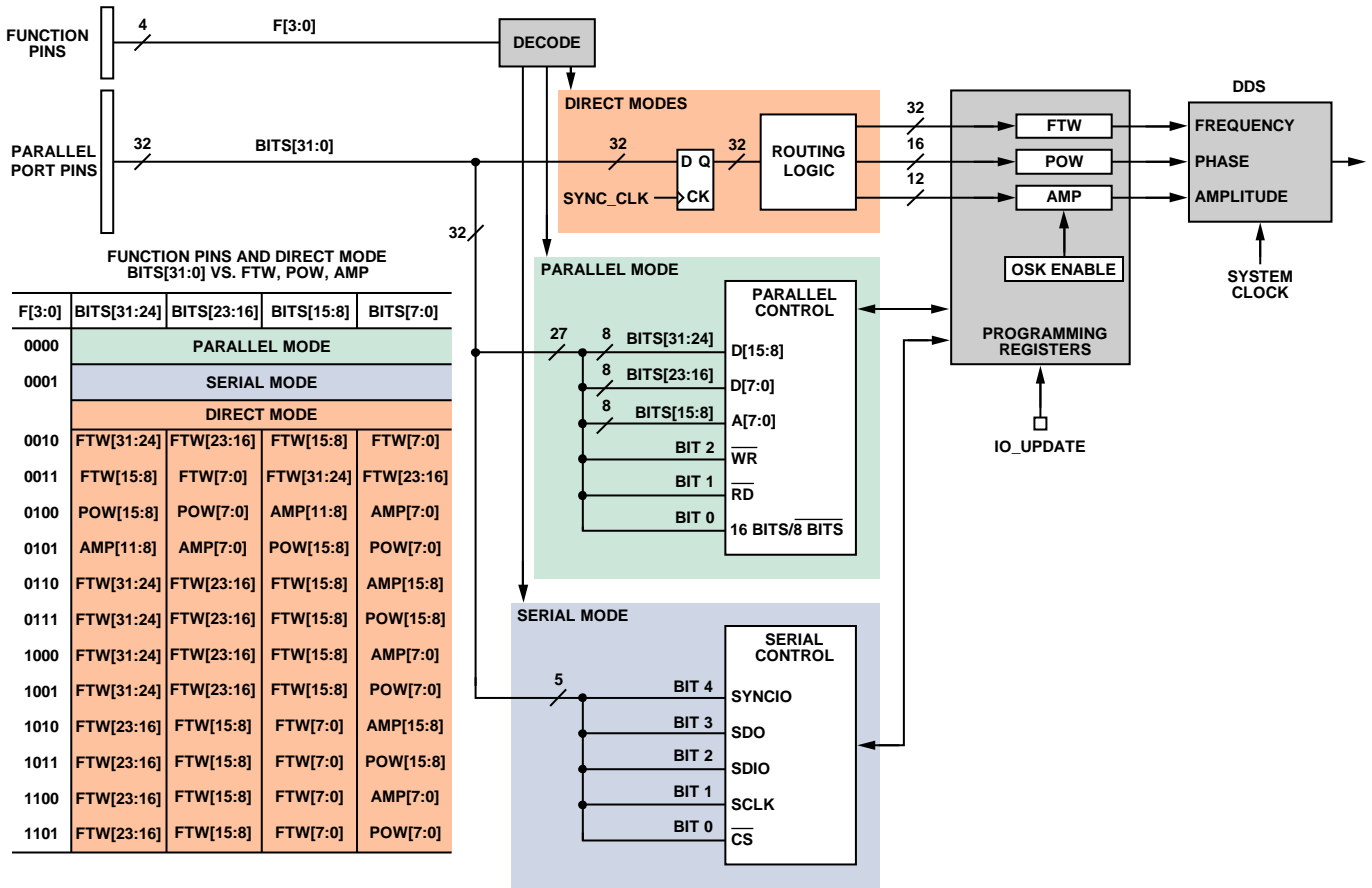 FUNCTION
PINS
4
F[3:0]
DECODE
PARALLEL
PORT PINS
32
BITS[31:0]
32
DIRECT MODES
32
D Q
CK
SYNC_CLK
32
ROUTING
LOGIC
32
16
12
FTW
POW
AMP
OSK ENABLE
PROGRAMMING
REGISTERS
IO_UPDATE
DDS
FREQUENCY
PHASE
AMPLITUDE
SYSTEM
CLOCK
FUNCTION PINS AND DIRECT MODE
BITS[31:0] VS. FTW, POW, AMP
F[3:0] BITS[31:24] BITS[23:16] BITS[15:8] BITS[7:0]
0000 PARALLEL MODE
0001 SERIAL MODE
DIRECT MODE
0010 FTW[31:24] FTW[23:16] FTW[15:8] FTW[7:0]
0011 FTW[15:8] FTW[7:0] FTW[31:24] FTW[23:16]
0100 POW[15:8] POW[7:0] AMP[11:8] AMP[7:0]
0101 AMP[11:8] AMP[7:0] POW[15:8] POW[7:0]
0110 FTW[31:24] FTW[23:16] FTW[15:8] AMP[15:8]
0111 FTW[31:24] FTW[23:16] FTW[15:8] POW[15:8]
1000 FTW[31:24] FTW[23:16] FTW[15:8] AMP[7:0]
1001 FTW[31:24] FTW[23:16] FTW[15:8] POW[7:0]
1010 FTW[23:16] FTW[15:8] FTW[7:0] AMP[15:8]
1011 FTW[23:16] FTW[15:8] FTW[7:0] POW[15:8]
1100 FTW[23:16] FTW[15:8] FTW[7:0] AMP[7:0]
1101 FTW[23:16] FTW[15:8] FTW[7:0] POW[7:0]
PARALLEL MODE
PARALLEL
CONTROL
27
8 BITS[31:24] D[15:8]
8 BITS[23:16] D[7:0]
8 BITS[15:8] A[7:0]
BIT 2 WR
BIT 1 RD
BIT 0 16 BITS/8 BITS
SERIAL MODE
SERIAL
CONTROL
5
BIT 4 SYNCIO
BIT 3 SDO
BIT 2 SDIO
BIT 1 SCLK
BIT 0 CS